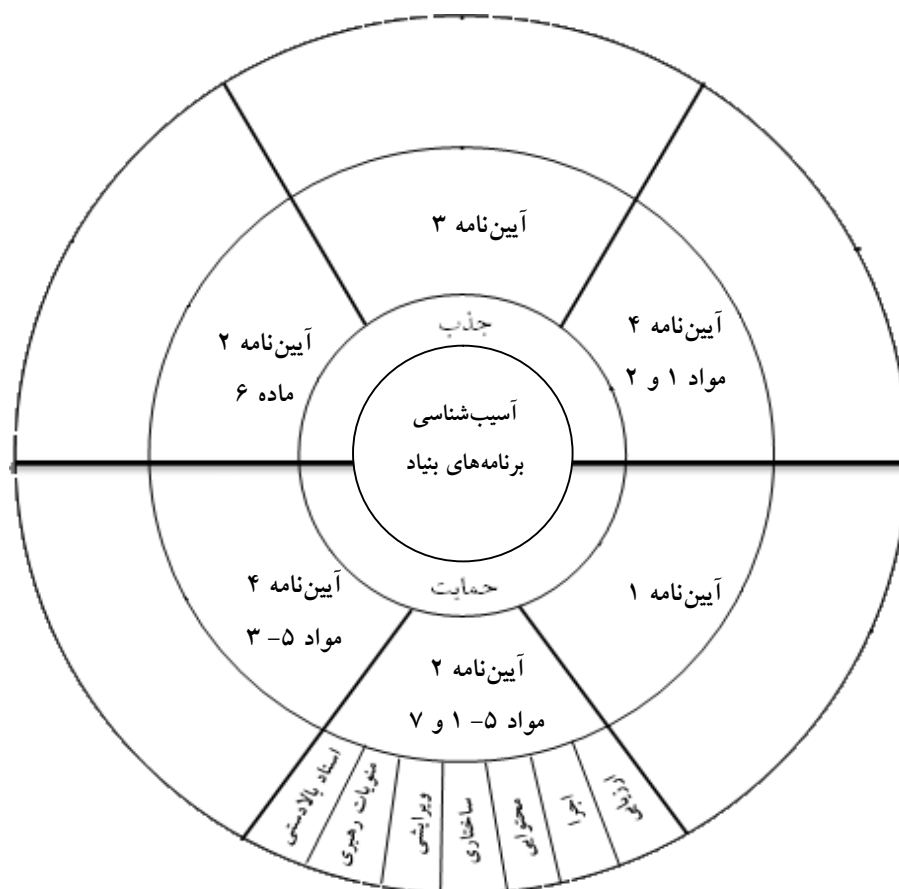 آیین‌نامه ۳
جذب
آیین‌نامه ۴
مواد ۱ و ۲
آیین‌نامه ۲
ماده ۶
آسیب‌شناسی
برنامه‌های بنیاد
حمایت
آیین‌نامه ۱
آیین‌نامه ۴
مواد ۵- ۳
آیین‌نامه ۲
مواد ۵- ۱ و ۷
ارزیابی
اجرا
محتوایی
ساختاری
ویرایشی
منویات رهبری
اسناد بالادستی